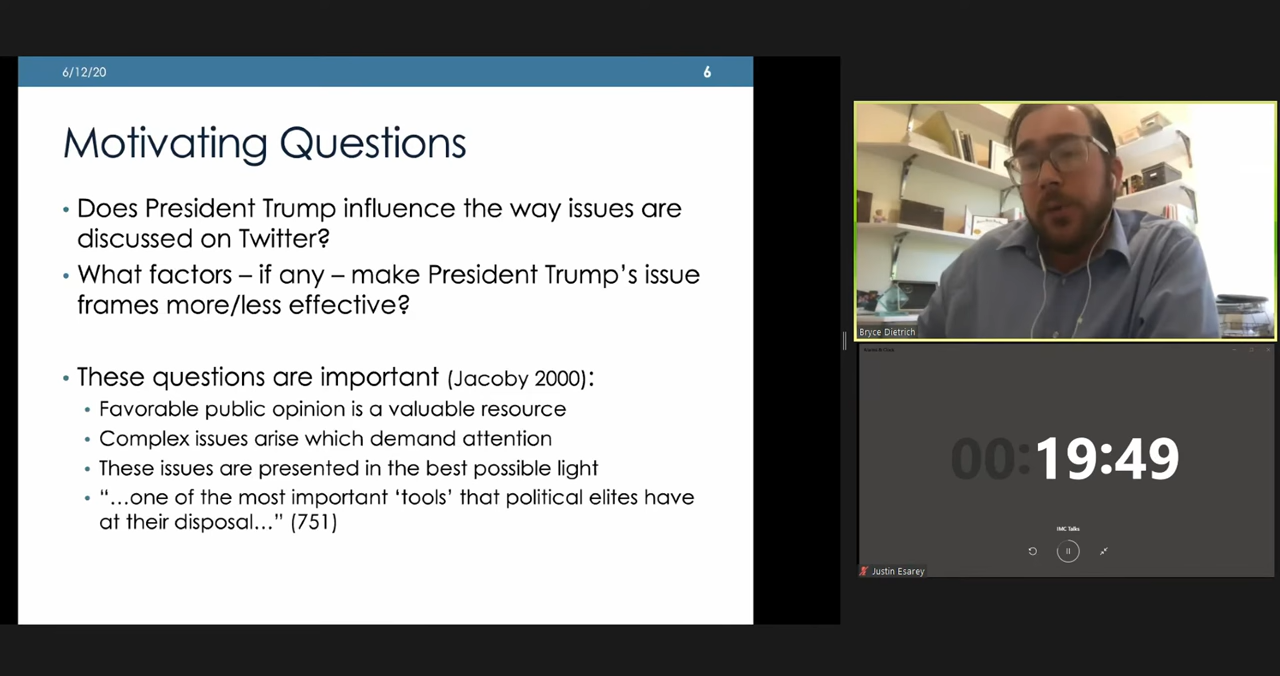 6/12/20
6
Motivating Questions
• Does President Trump influence the way issues are
discussed on Twitter?
• What factors – if any – make President Trump's issue
frames more/less effective?
• These questions are important (Jacoby 2000):
• Favorable public opinion is a valuable resource
• Complex issues arise which demand attention
• These issues are presented in the best possible light
• “…one of the most important ‘tools’ that political elites have
at their disposal…” (751)
Bryce Dietrich
00:19:49
IMC Talks
Justin Esarey